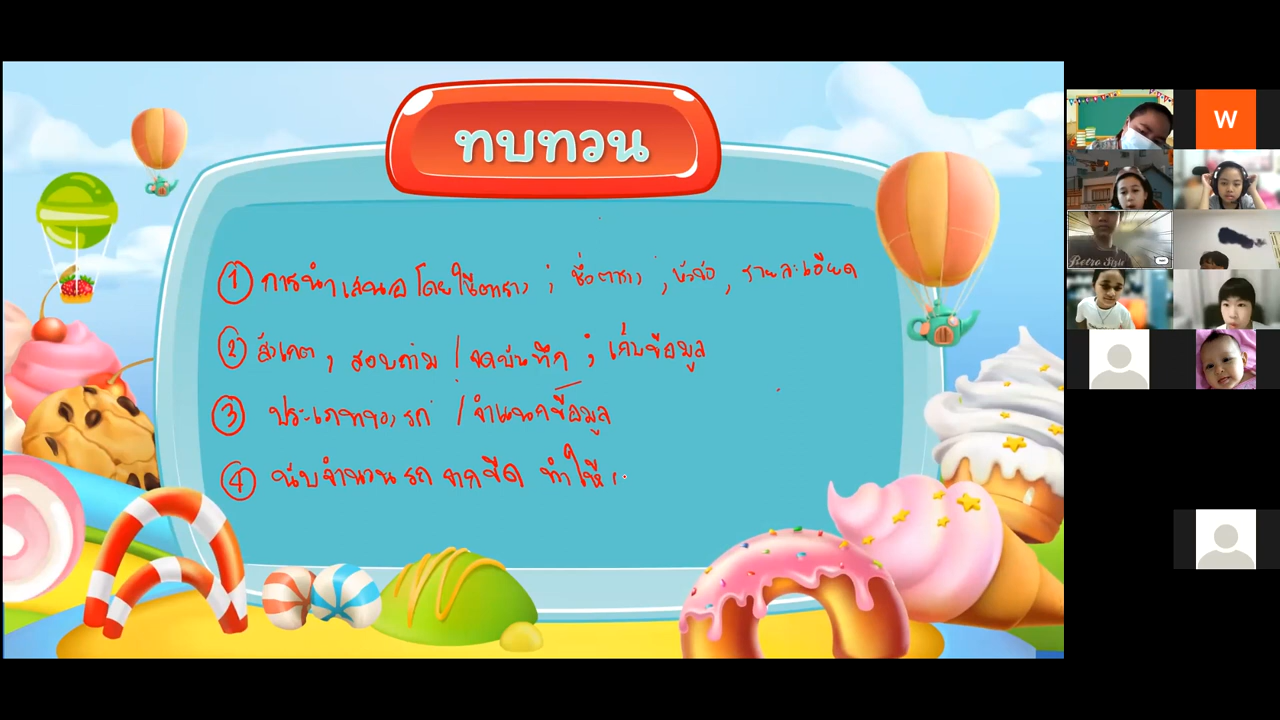 ทบทวน
① การนำเสนอโดยใช้ตาราง ; ชื่อตาราง , หัวข้อ , รายละเอียด
② สังเกต , สอบถาม / จดบันทึก ; เก็บข้อมูล
③ ประเภทของรถ / จำแนกข้อมูล
④ นับจำนวนรถ จากขีด ทำให้
W
Retro Style